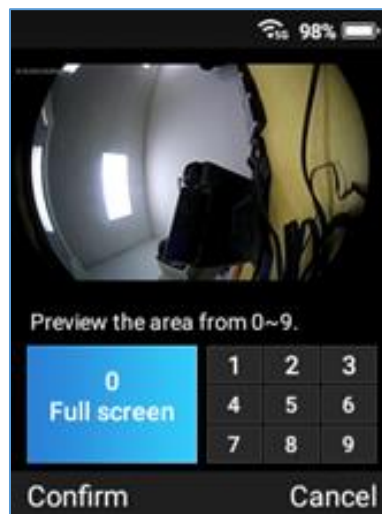 5G 98%
Preview the area from 0~9.
0
Full screen
1 2 3
4 5 6
7 8 9
Confirm Cancel